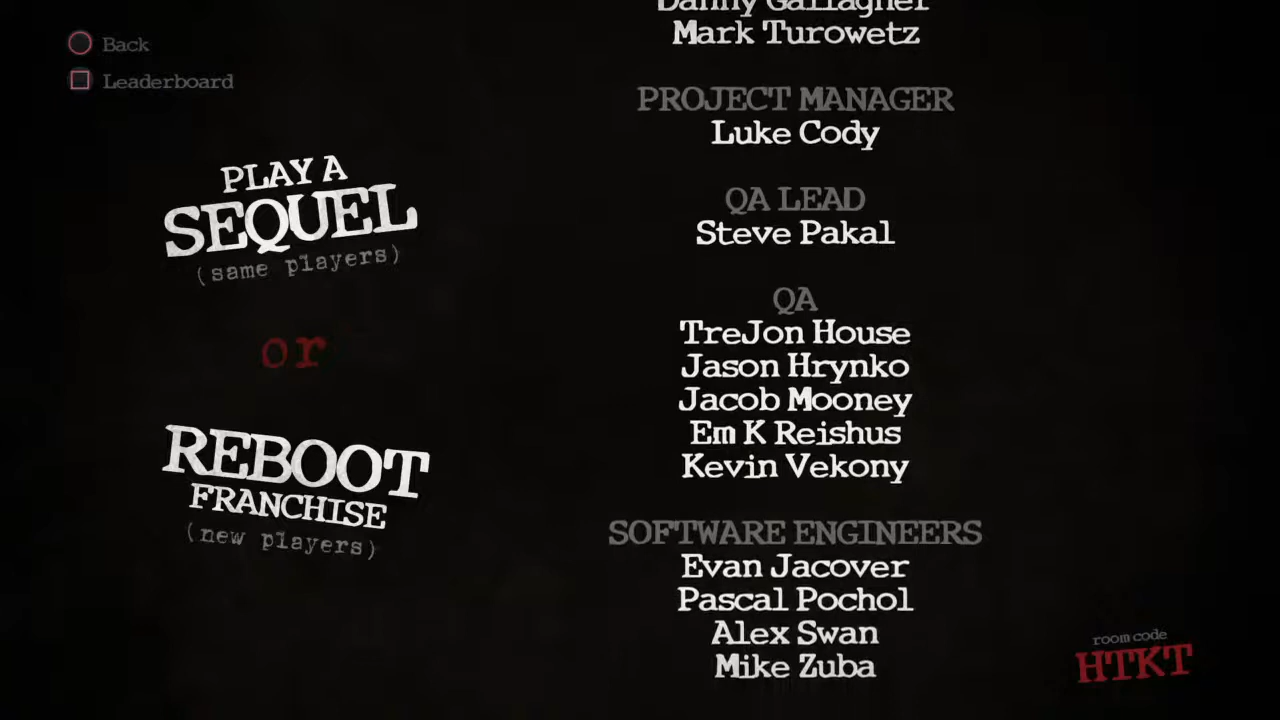 Back
Leaderboard
PLAY A
SEQUEL
(same players)
or
REBOOT
FRANCHISE
(new players)
Danny Gallagher
Mark Turowetz
PROJECT MANAGER
Luke Cody
QA LEAD
Steve Pakal
QA
TreJon House
Jason Hrynko
Jacob Mooney
Em K Reishus
Kevin Vekony
SOFTWARE ENGINEERS
Evan Jacover
Pascal Pochol
Alex Swan
Mike Zuba
room code
HTKT